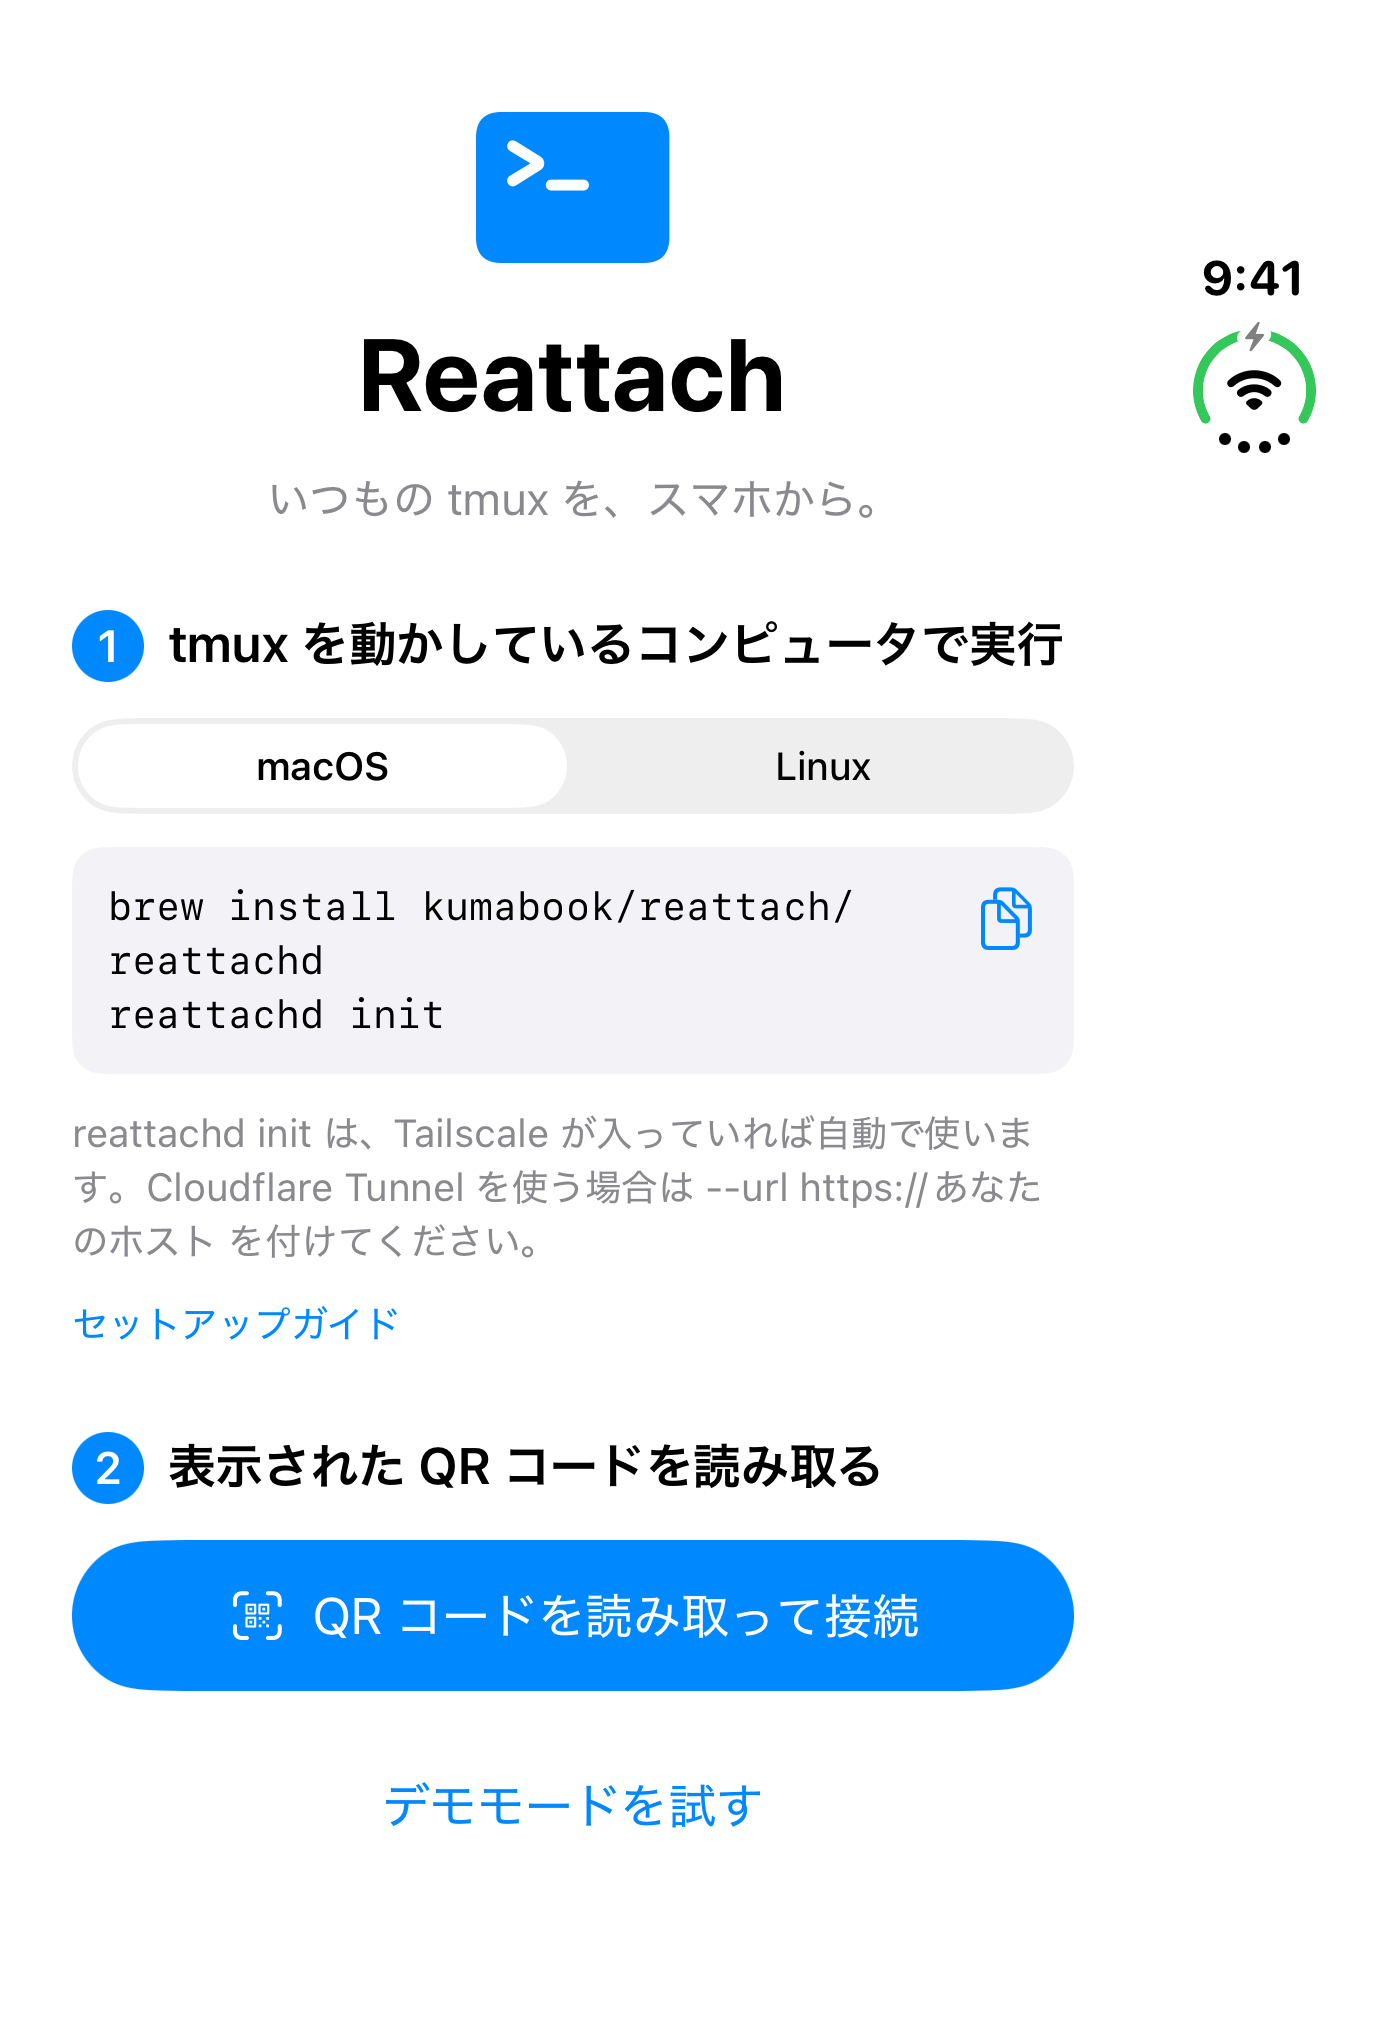 >_
Reattach
9:41
いつもの tmux を、スマホから。
1 tmux を動かしているコンピュータで実行
macOS Linux
brew install kumabook/reattach/
reattachd
reattachd init
reattachd init は、Tailscale が入っていれば自動で使いま
す。Cloudflare Tunnel を使う場合は --url https://あなた
のホスト を付けてください。
セットアップガイド
2 表示された QR コードを読み取る
QR コードを読み取って接続
デモモードを試す